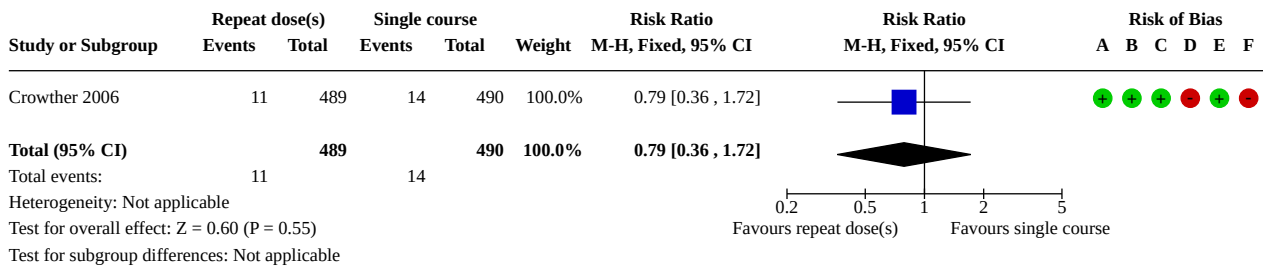 Repeat dose(s) Single course Risk Ratio Risk Ratio Risk of Bias
Study or Subgroup Events Total Events Total Weight M-H, Fixed, 95% CI M-H, Fixed, 95% CI A B C D E F
Crowther 2006 11 489 14 490 100.0% 0.79 [0.36 , 1.72] + + + - + -
Total (95% CI) 489 490 100.0% 0.79 [0.36 , 1.72]
Total events: 11 14
Heterogeneity: Not applicable 0.2 0.5 1 2 5
Test for overall effect: Z = 0.60 (P = 0.55) Favours repeat dose(s) Favours single course
Test for subgroup differences: Not applicable